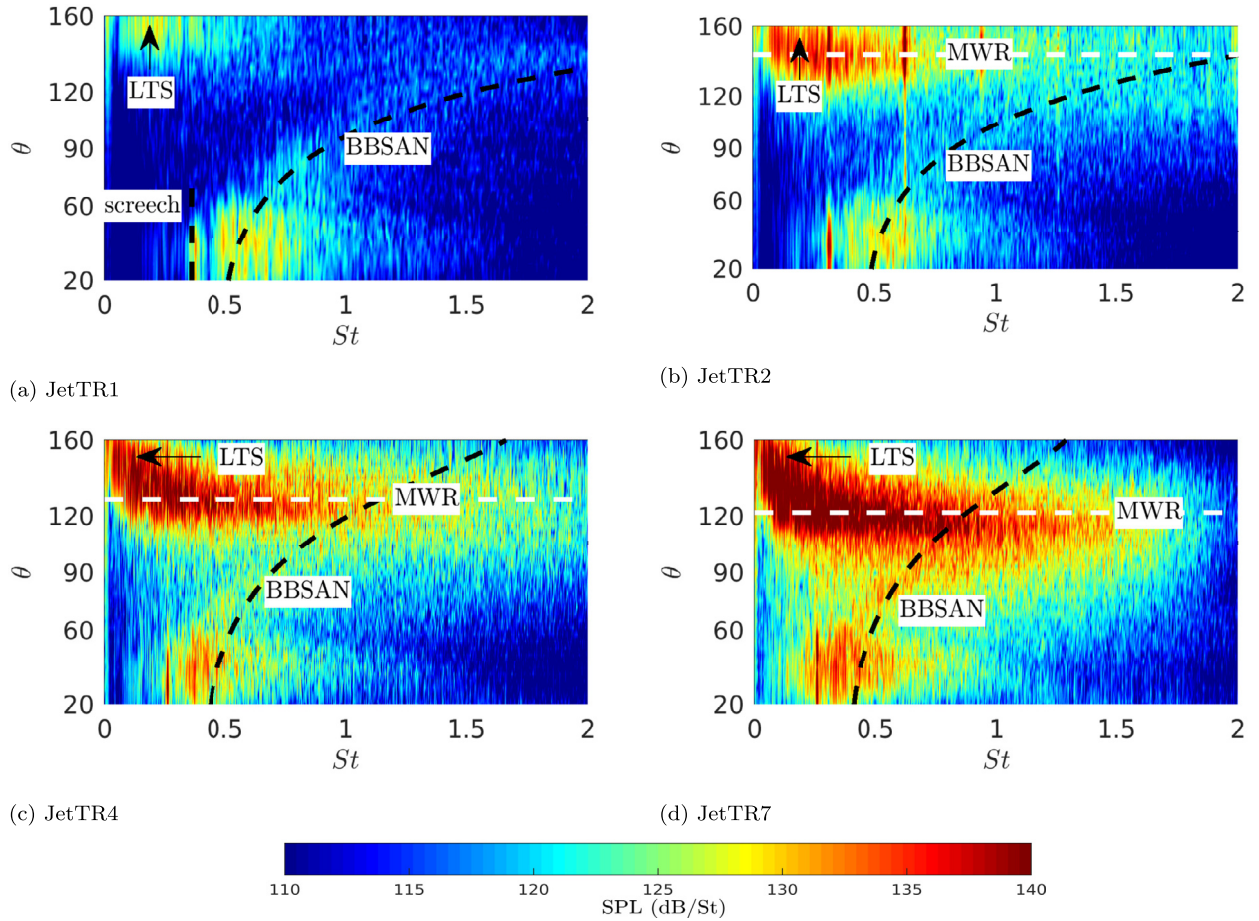 160
120
90
60
20
θ
LTS
BBSAN
screech
0
0.5
1
1.5
2
St
(a) JetTR1
160
120
90
60
20
θ
MWR
LTS
BBSAN
0
0.5
1
1.5
2
St
(b) JetTR2
160
120
90
60
20
θ
LTS
MWR
BBSAN
0
0.5
1
1.5
2
St
(c) JetTR4
160
120
90
60
20
θ
LTS
MWR
BBSAN
0
0.5
1
1.5
2
St
(d) JetTR7
110
115
120
125
130
135
140
SPL (dB/St)